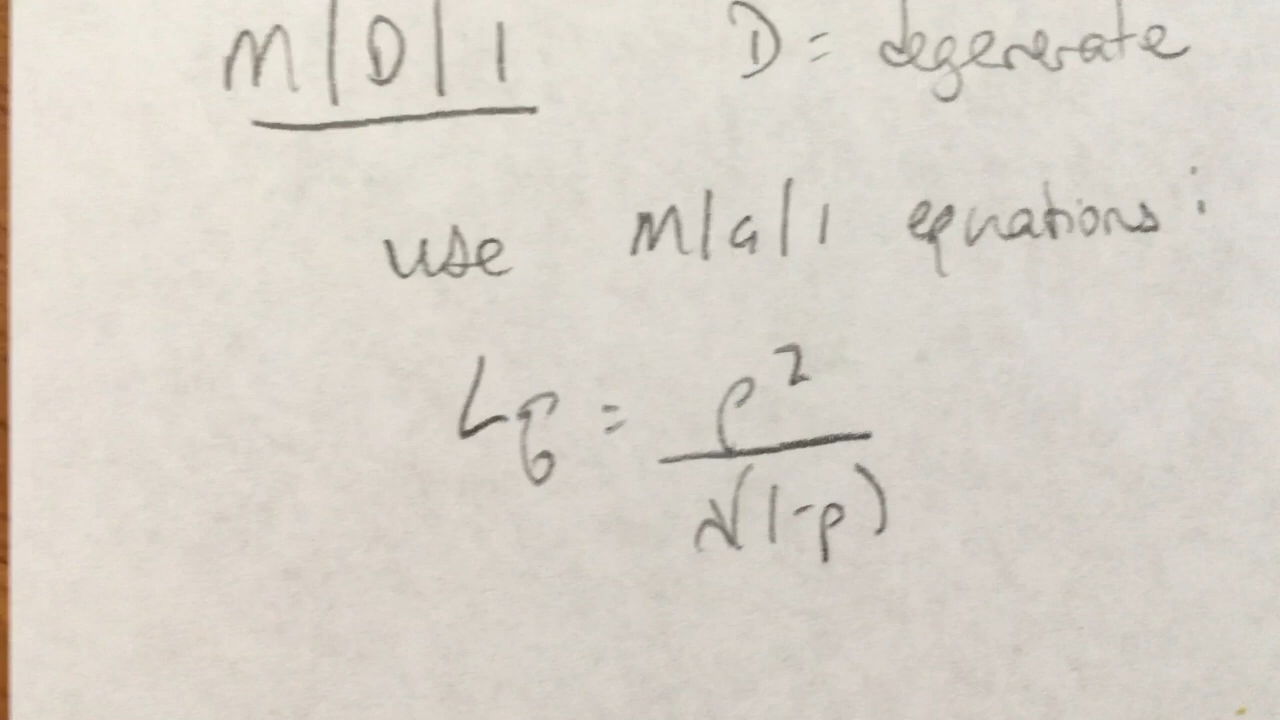 M/D/1 D = degenerate
use M/G/1 equations:
Lq = ρ²
2(1-ρ)